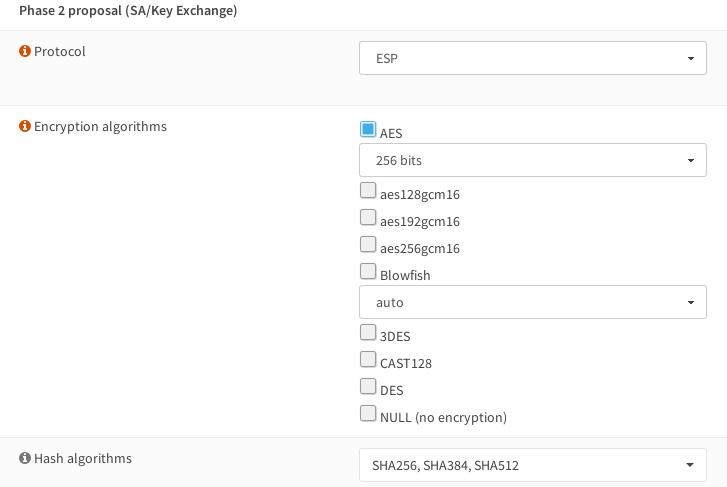 Phase 2 proposal (SA/Key Exchange)
Protocol
ESP
Encryption algorithms
AES
256 bits
aes128gcm16
aes192gcm16
aes256gcm16
Blowfish
auto
3DES
CAST128
DES
NULL (no encryption)
Hash algorithms
SHA256, SHA384, SHA512